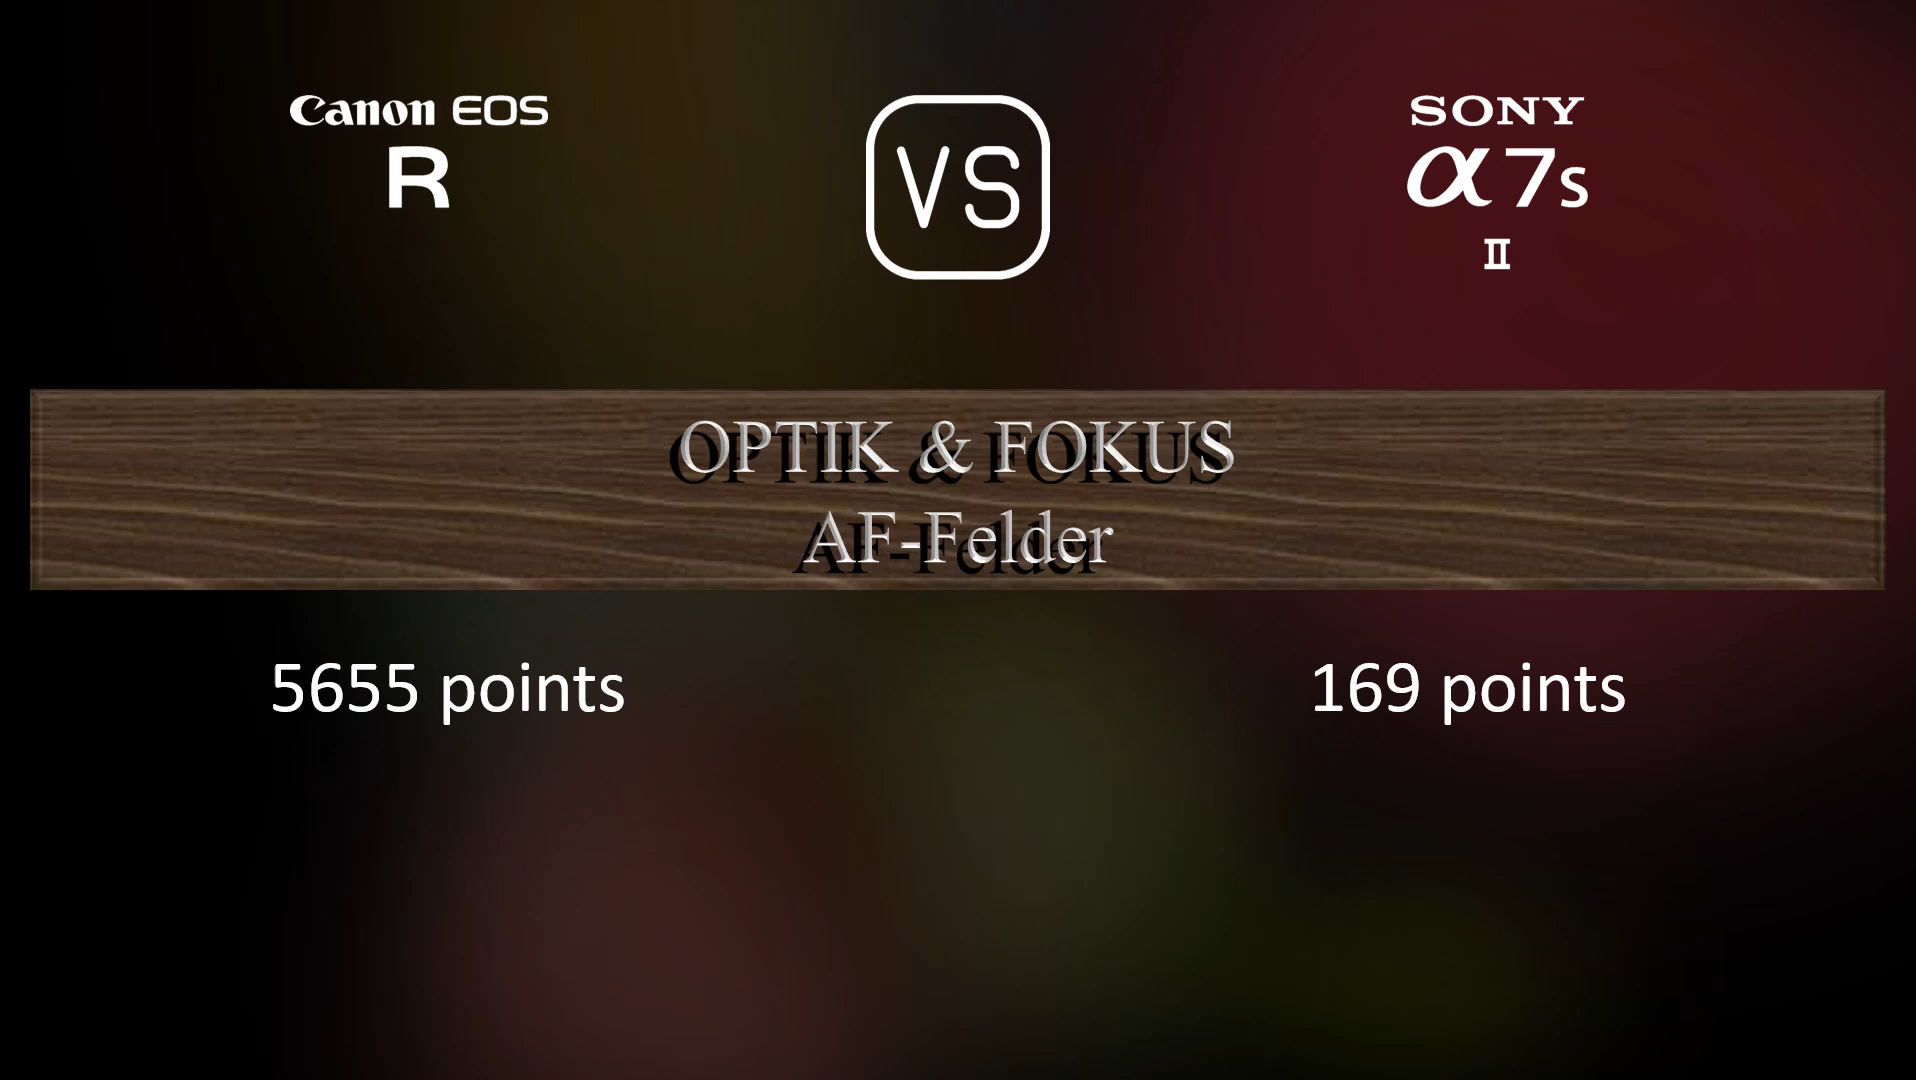 Canon EOS
R
VS
SONY
α7s
II
OPTIK & FOKUS
AF-Felder
5655 points
169 points